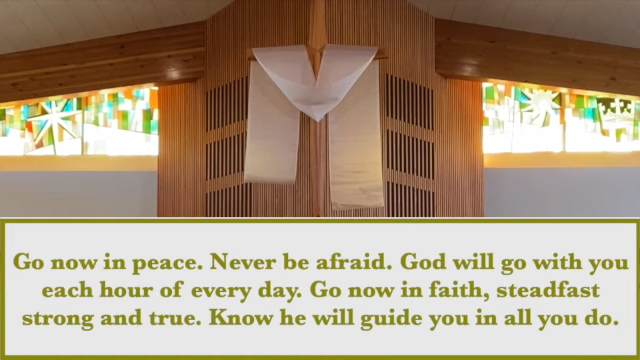 Go now in peace. Never be afraid. God will go with you
each hour of every day. Go now in faith, steadfast
strong and true. Know he will guide you in all you do.